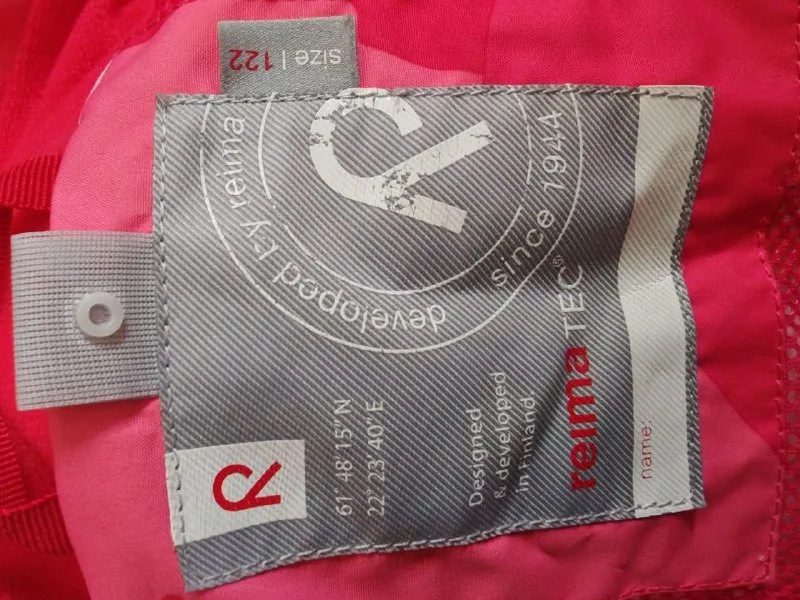 size | 122
developed by reima
since 1944
R
61° 48' 15" N
22° 23' 40" E
Designed
& developed
in Finland
reima TEC®
name: